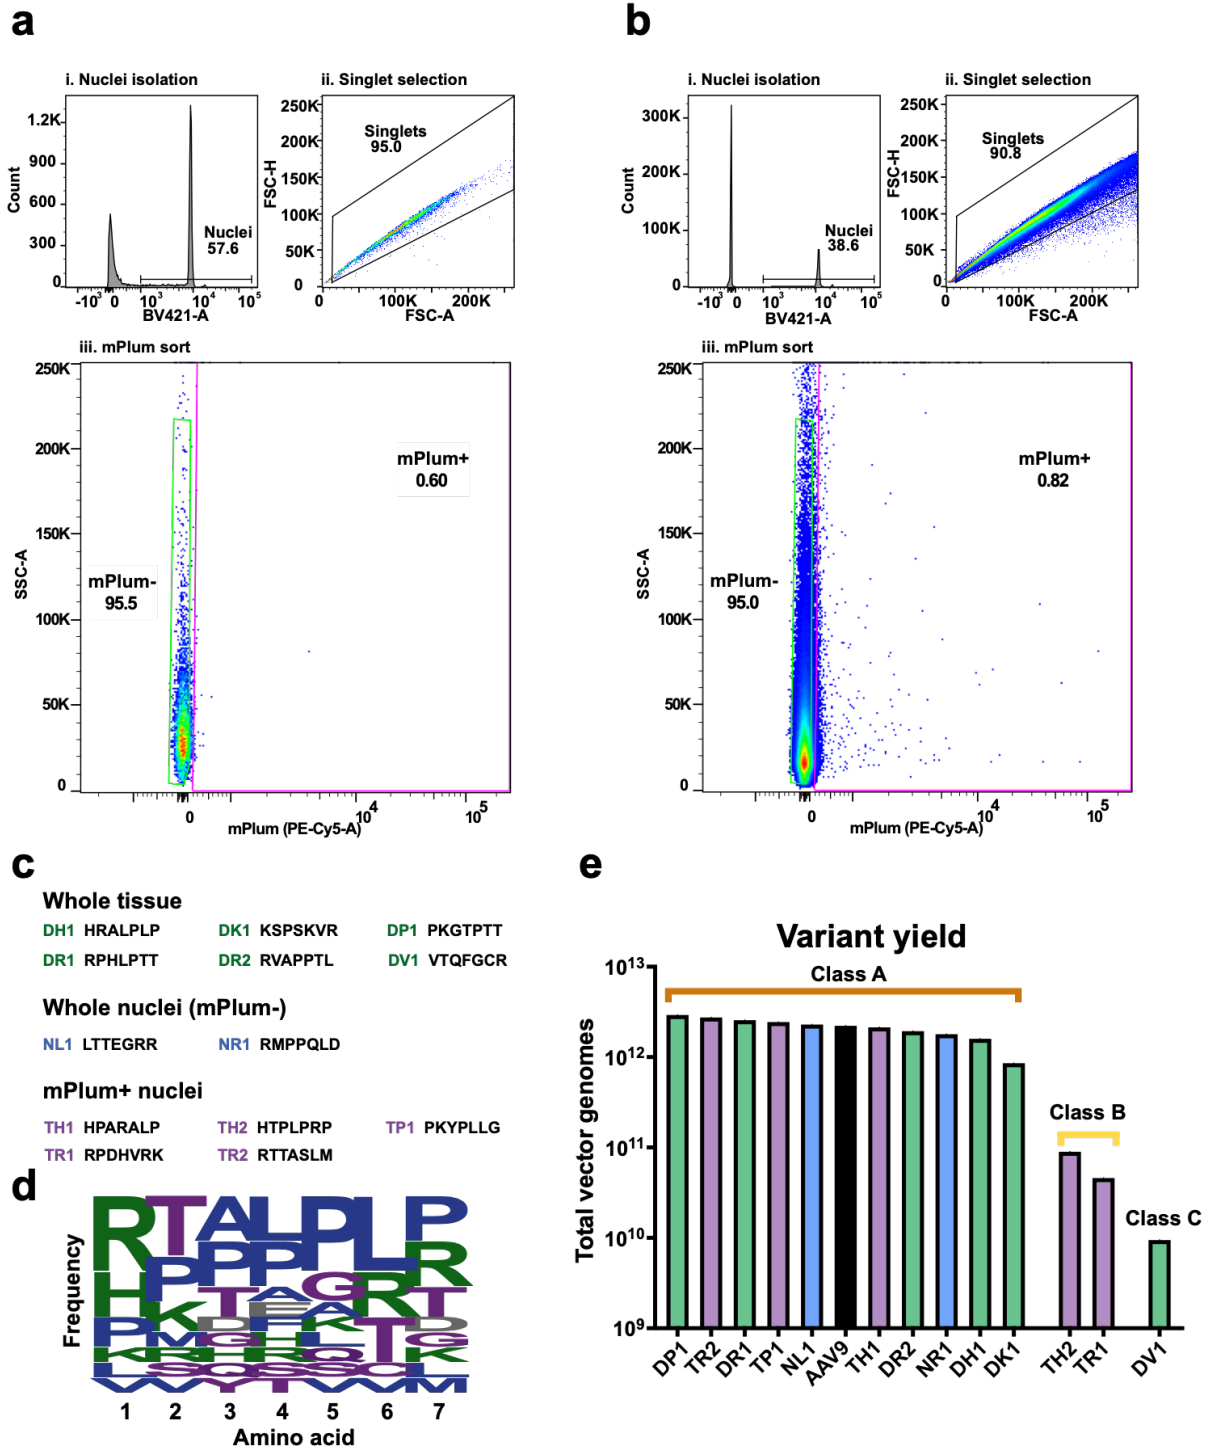 a
i. Nuclei isolation
1.2K
900
600
300
0
Count
Nuclei
57.6
-10³ 0 10³ 10⁴ 10⁵
BV421-A
ii. Singlet selection
250K
200K
150K
100K
50K
0
FSC-H
Singlets
95.0
0 100K 200K
FSC-A
iii. mPlum sort
250K
200K
150K
100K
50K
0
SSC-A
mPlum+
0.60
mPlum-
95.5
0 10⁴ 10⁵
mPlum (PE-Cy5-A)
b
i. Nuclei isolation
300K
200K
100K
0
Count
Nuclei
38.6
-10³ 0 10³ 10⁴ 10⁵
BV421-A
ii. Singlet selection
250K
200K
150K
100K
50K
0
FSC-H
Singlets
90.8
0 100K 200K
FSC-A
iii. mPlum sort
250K
200K
150K
100K
50K
0
SSC-A
mPlum+
0.82
mPlum-
95.0
0 10⁴ 10⁵
mPlum (PE-Cy5-A)
c
Whole tissue
DH1 HRALPLP DK1 KSPSKVR DP1 PKGTPTT
DR1 RPHLPTT DR2 RVAPPTL DV1 VTQFGCR
Whole nuclei (mPlum-)
NL1 LTTEGRR NR1 RMPPQLD
mPlum+ nuclei
TH1 HPARALP TH2 HTPLPRP TP1 PKYPLLG
TR1 RPDHVRK TR2 RTTASLM
d
Frequency
RTALPLP
1 2 3 4 5 6 7
Amino acid
e
Variant yield
Class A
Class B
Class C
10¹³
10¹²
10¹¹
10¹⁰
10⁹
Total vector genomes
DP1 TR2 DR1 TP1 NL1 AAV9 TH1 DR2 NR1 DH1 DK1 TH2 TR1 DV1